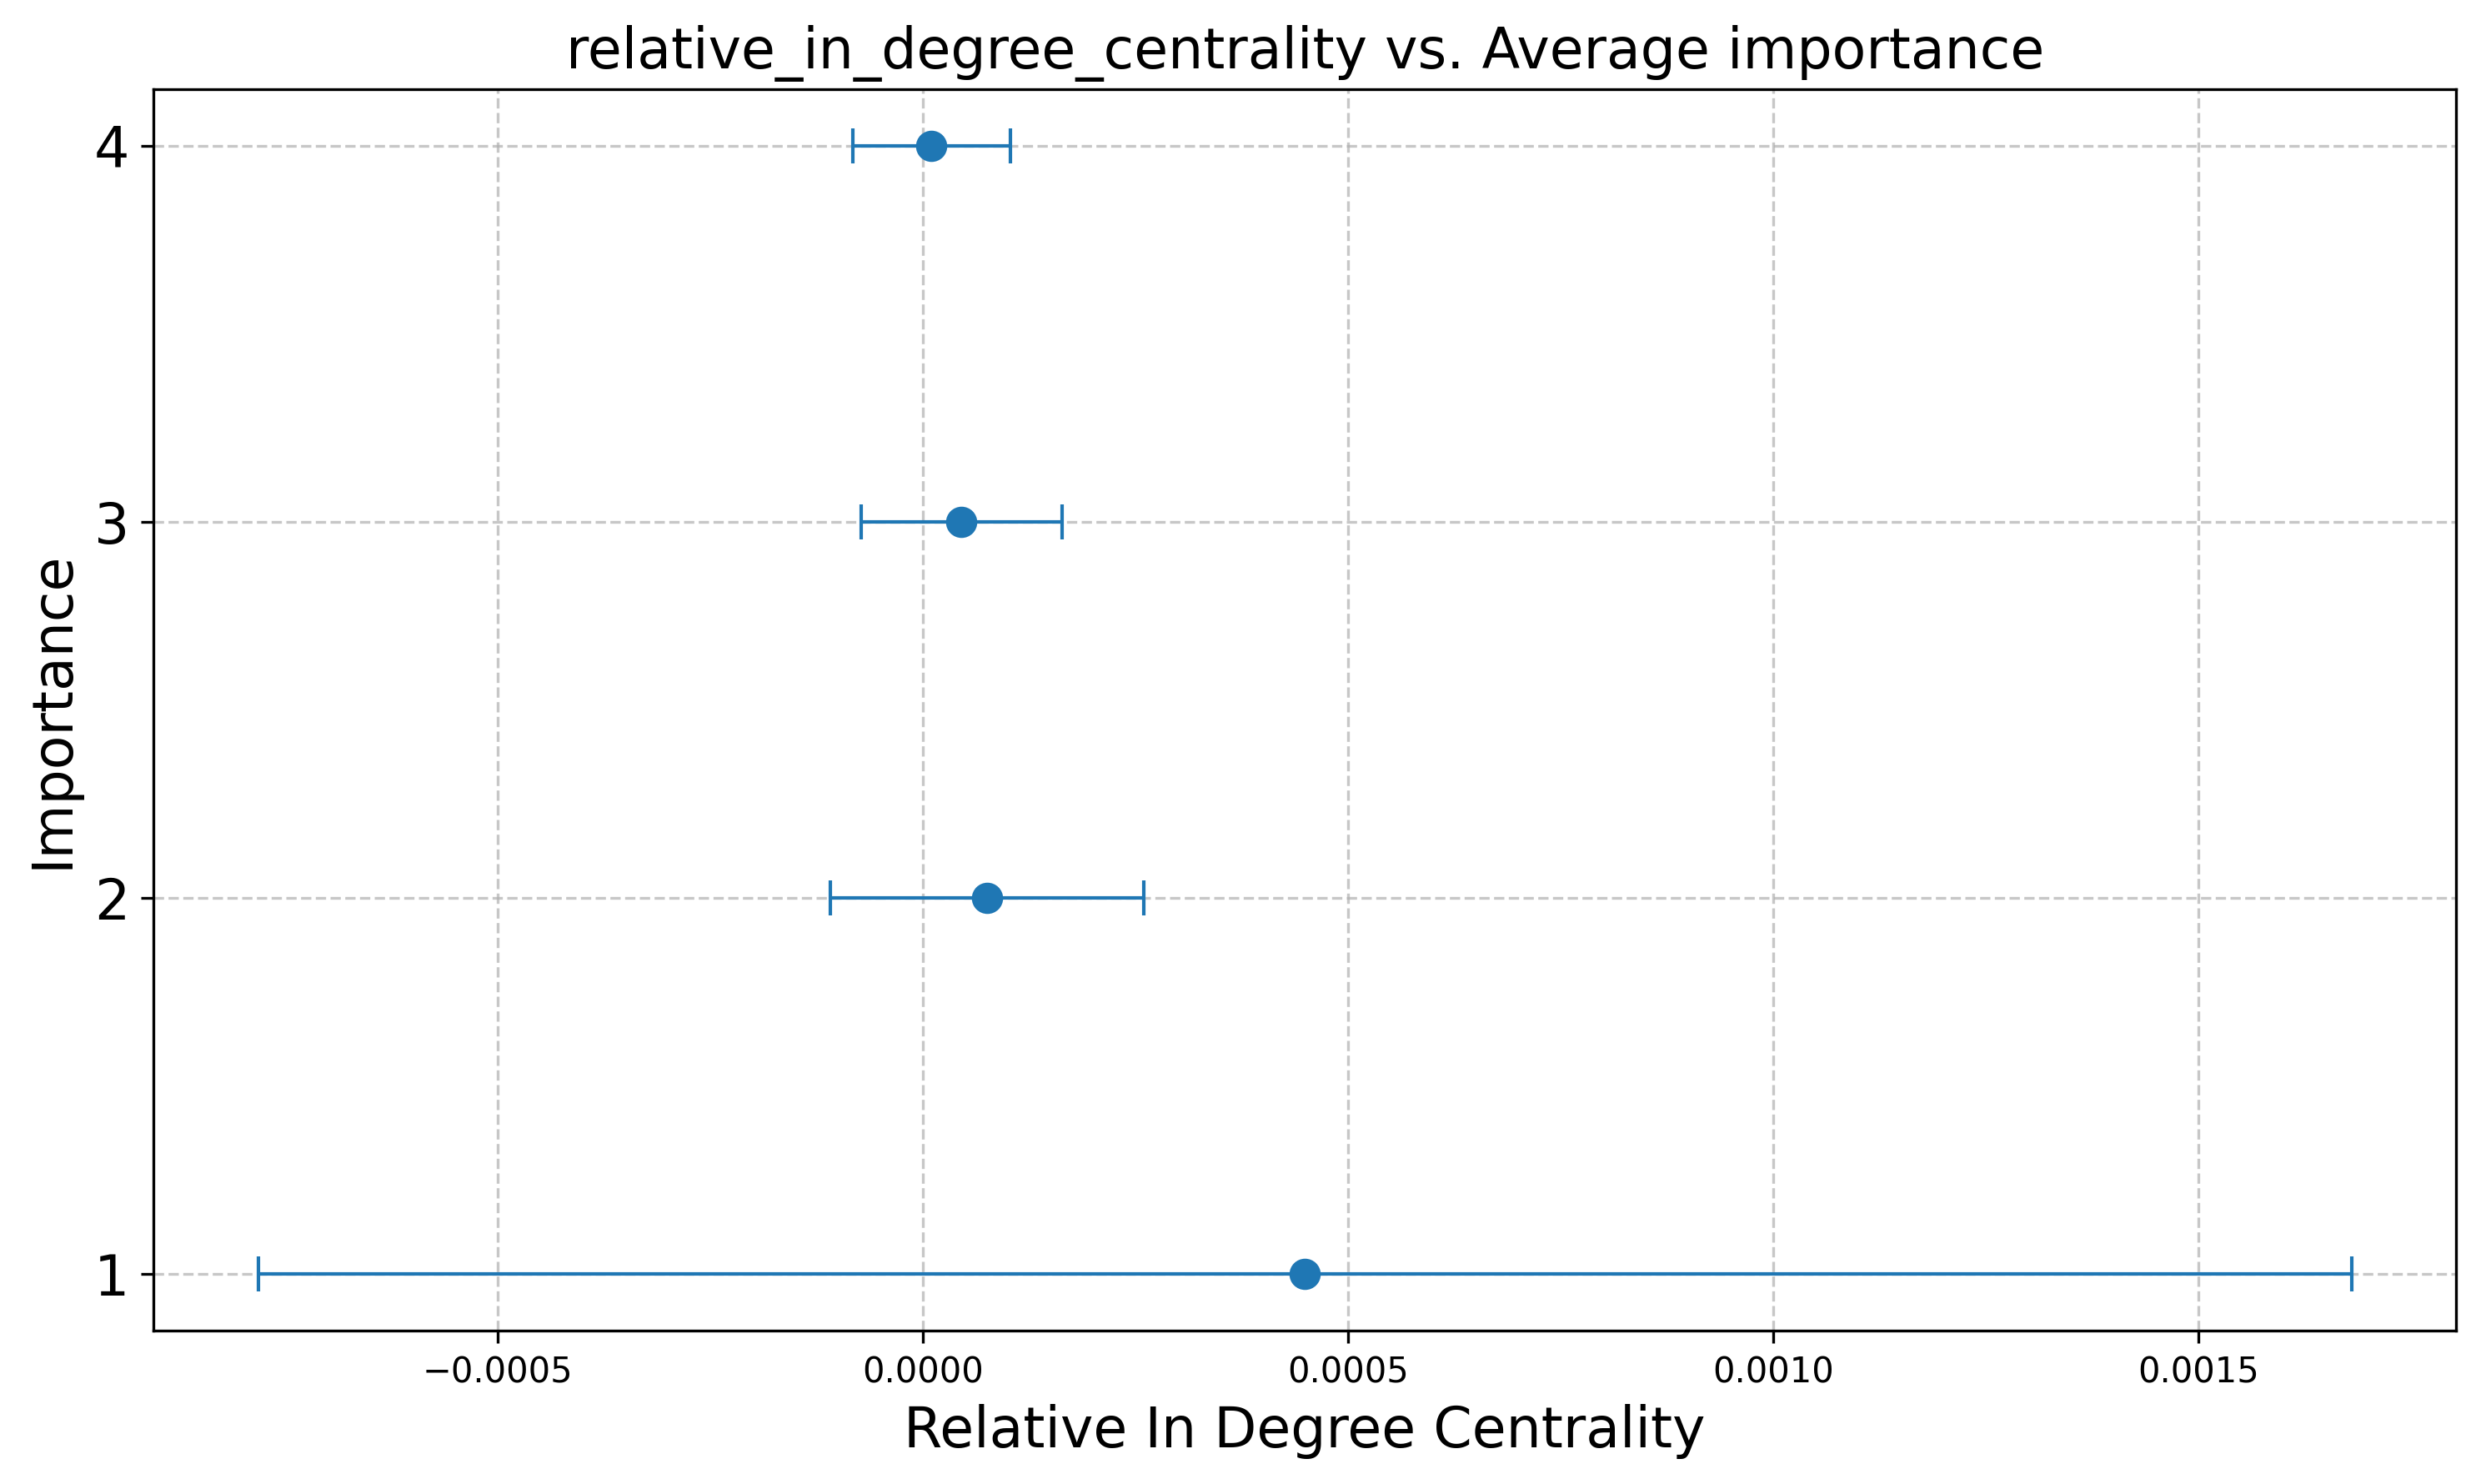 relative_in_degree_centrality vs. Average importance
4
3
2
1
Importance
−0.0005 0.0000 0.0005 0.0010 0.0015
Relative In Degree Centrality